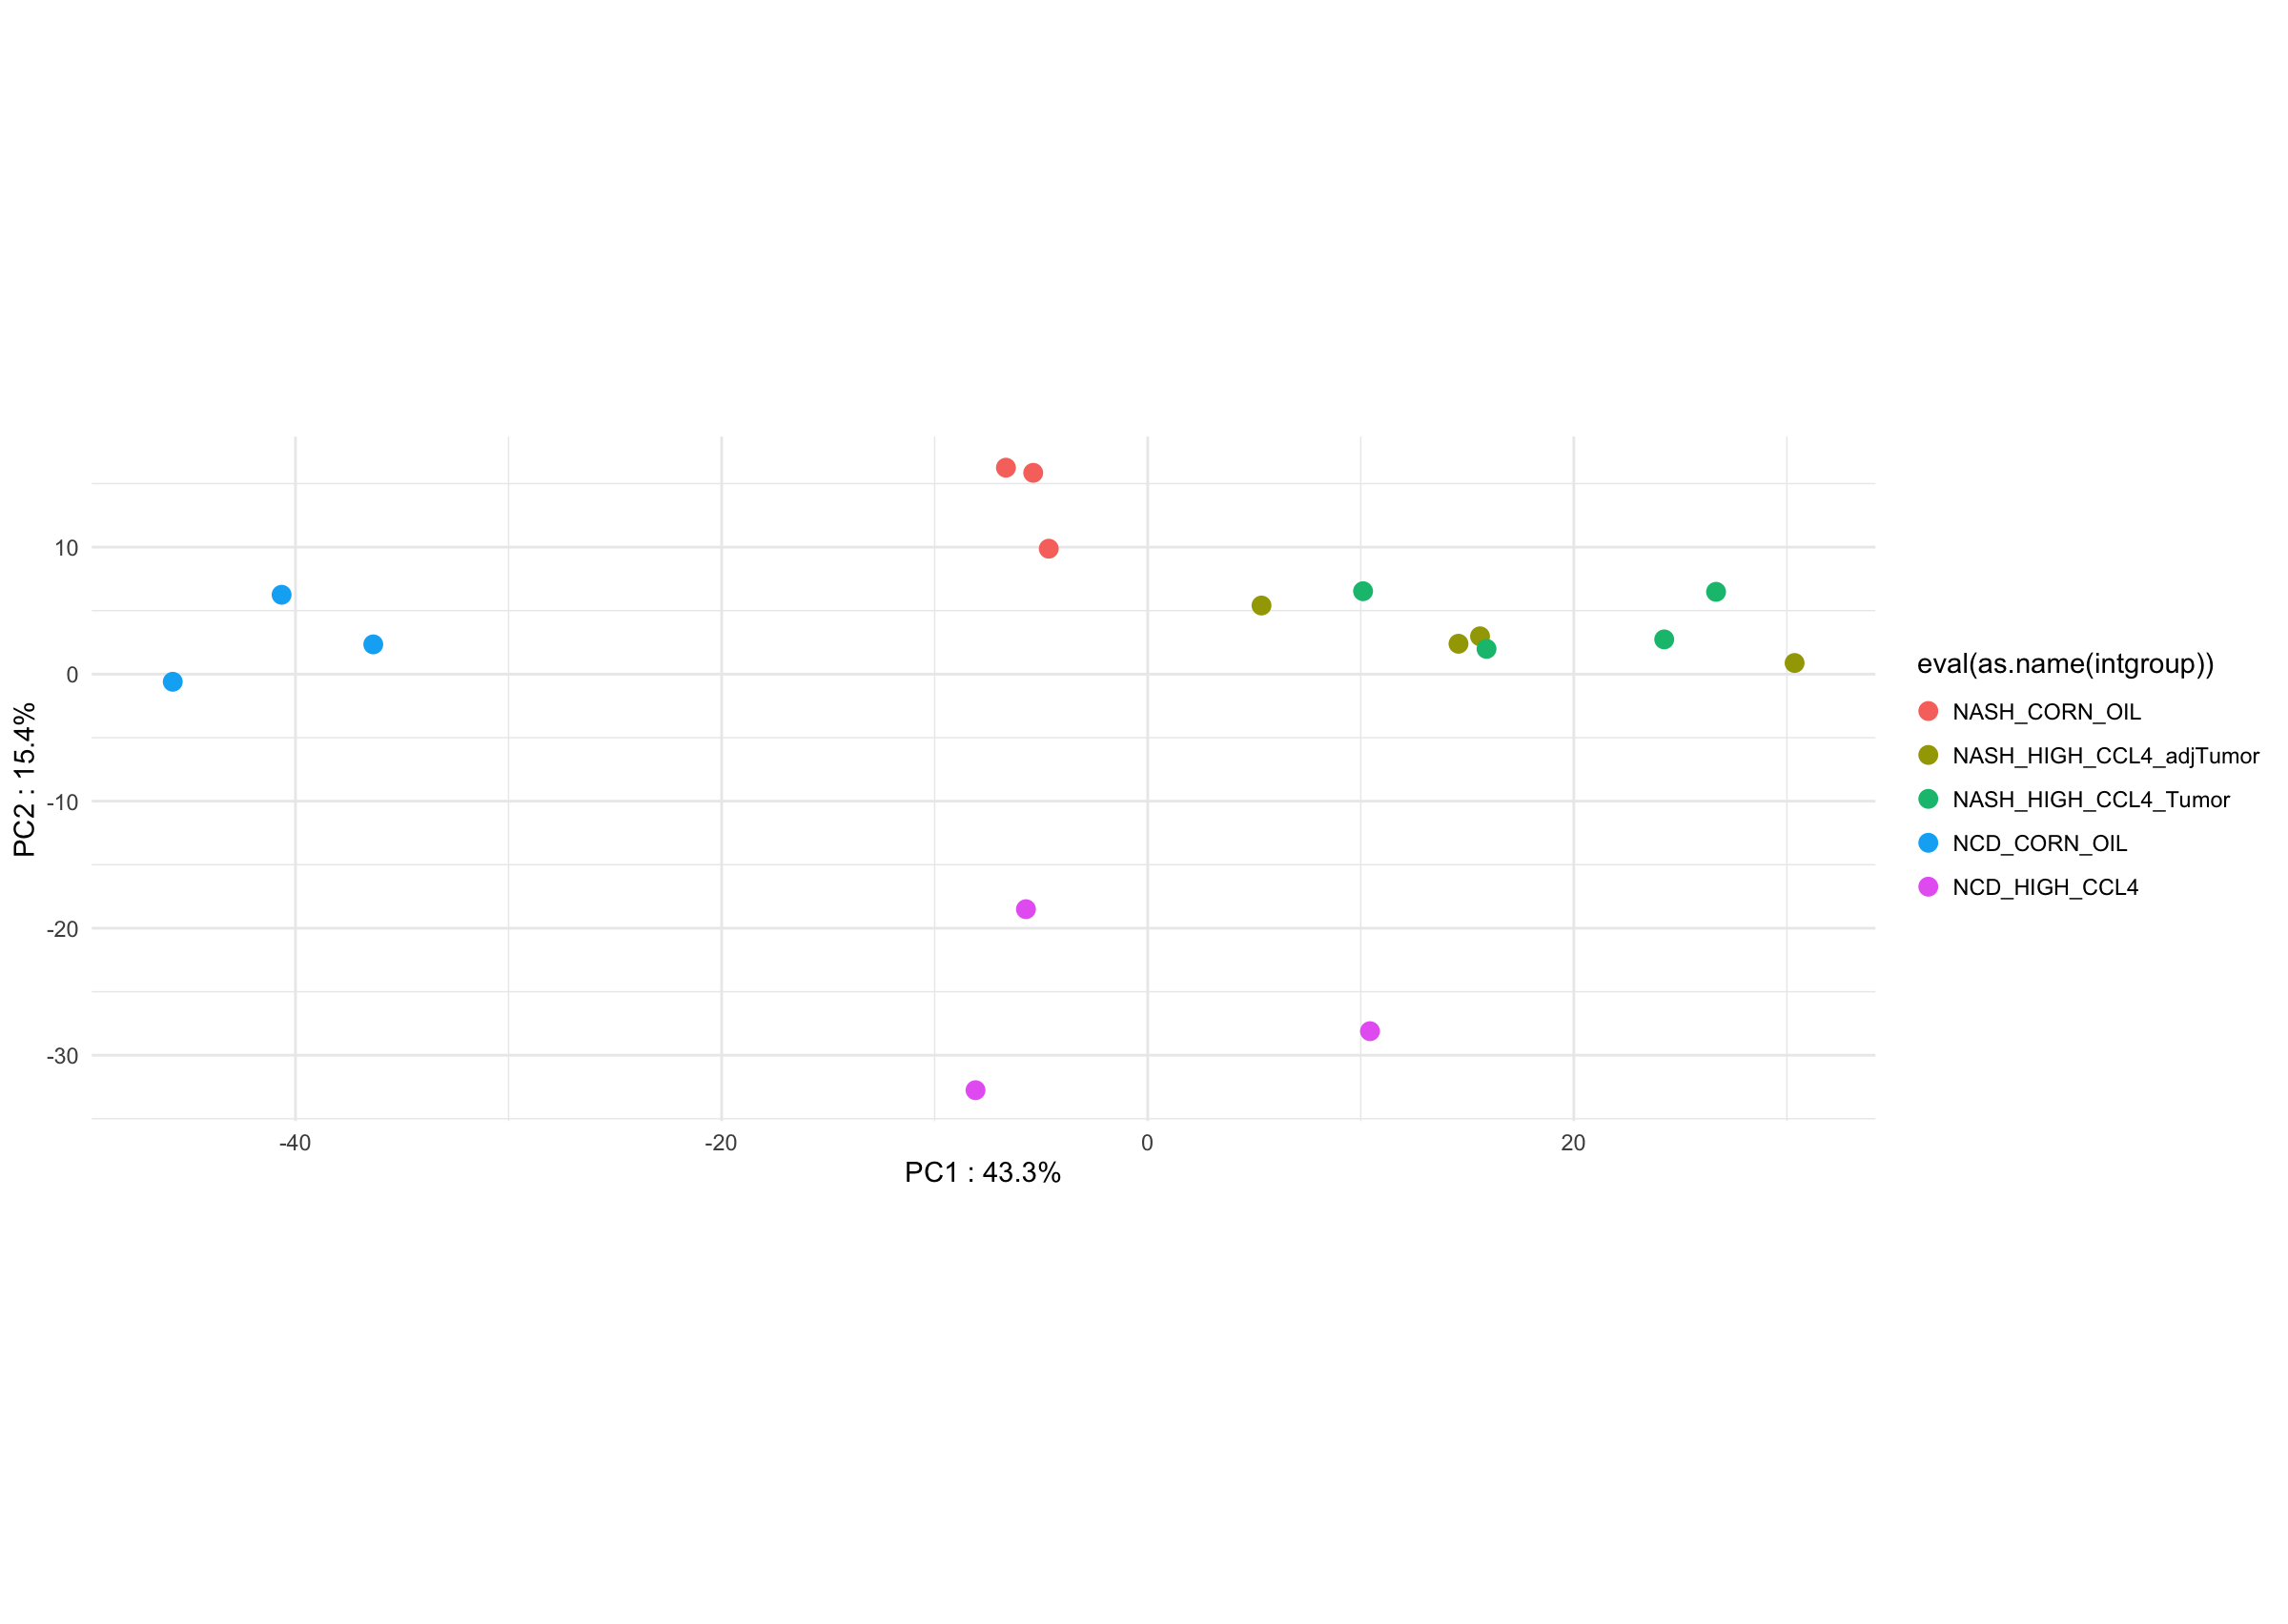 10
0
-10
-20
-30
PC2 : 15.4%
-40
-20
0
20
PC1 : 43.3%
eval(as.name(intgroup))
NASH_CORN_OIL
NASH_HIGH_CCL4_adjTumor
NASH_HIGH_CCL4_Tumor
NCD_CORN_OIL
NCD_HIGH_CCL4